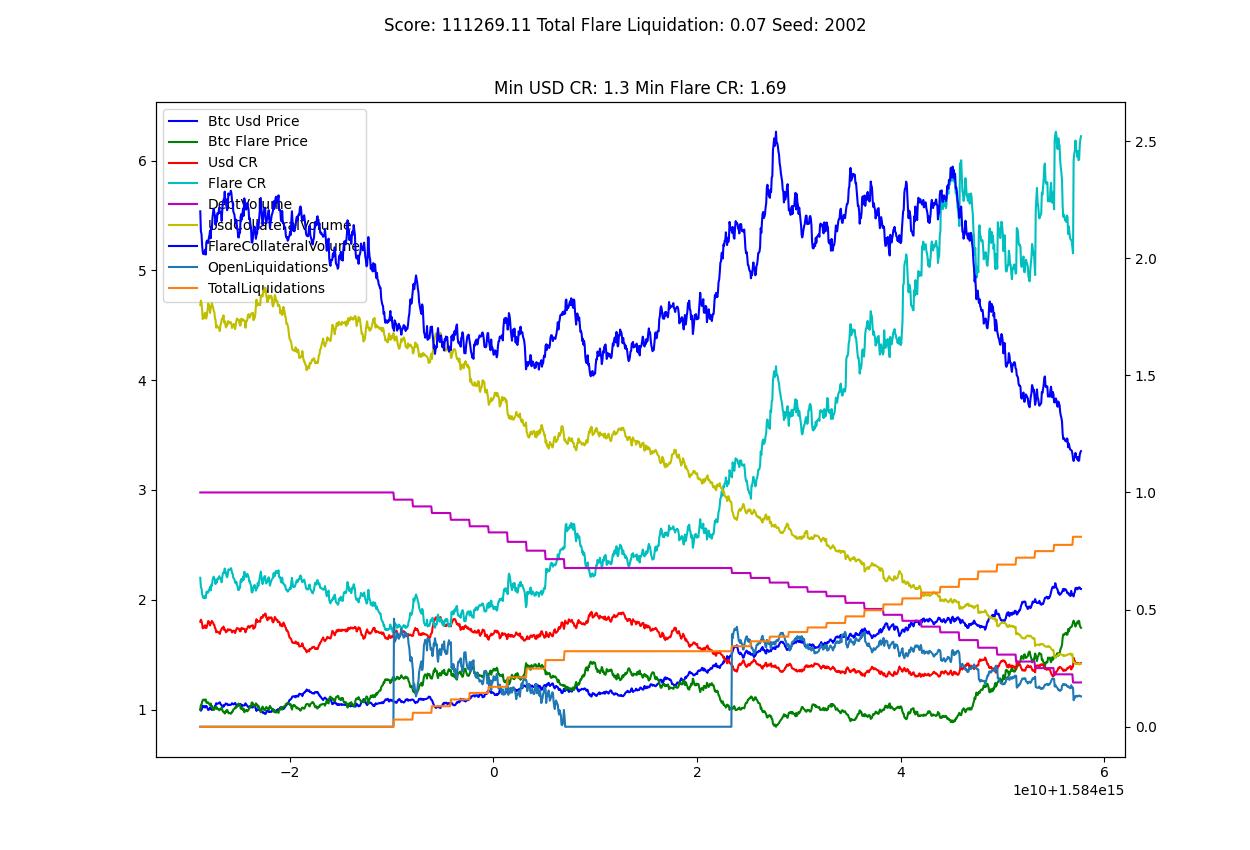 Score: 111269.11 Total Flare Liquidation: 0.07 Seed: 2002
Min USD CR: 1.3 Min Flare CR: 1.69
Btc Usd Price
Btc Flare Price
Usd CR
Flare CR
DebtVolume
UsdCollateralVolume
FlareCollateralVolume
OpenLiquidations
TotalLiquidations
6
5
4
3
2
1
2.5
2.0
1.5
1.0
0.5
0.0
−2
0
2
4
6
1e10+1.584e15